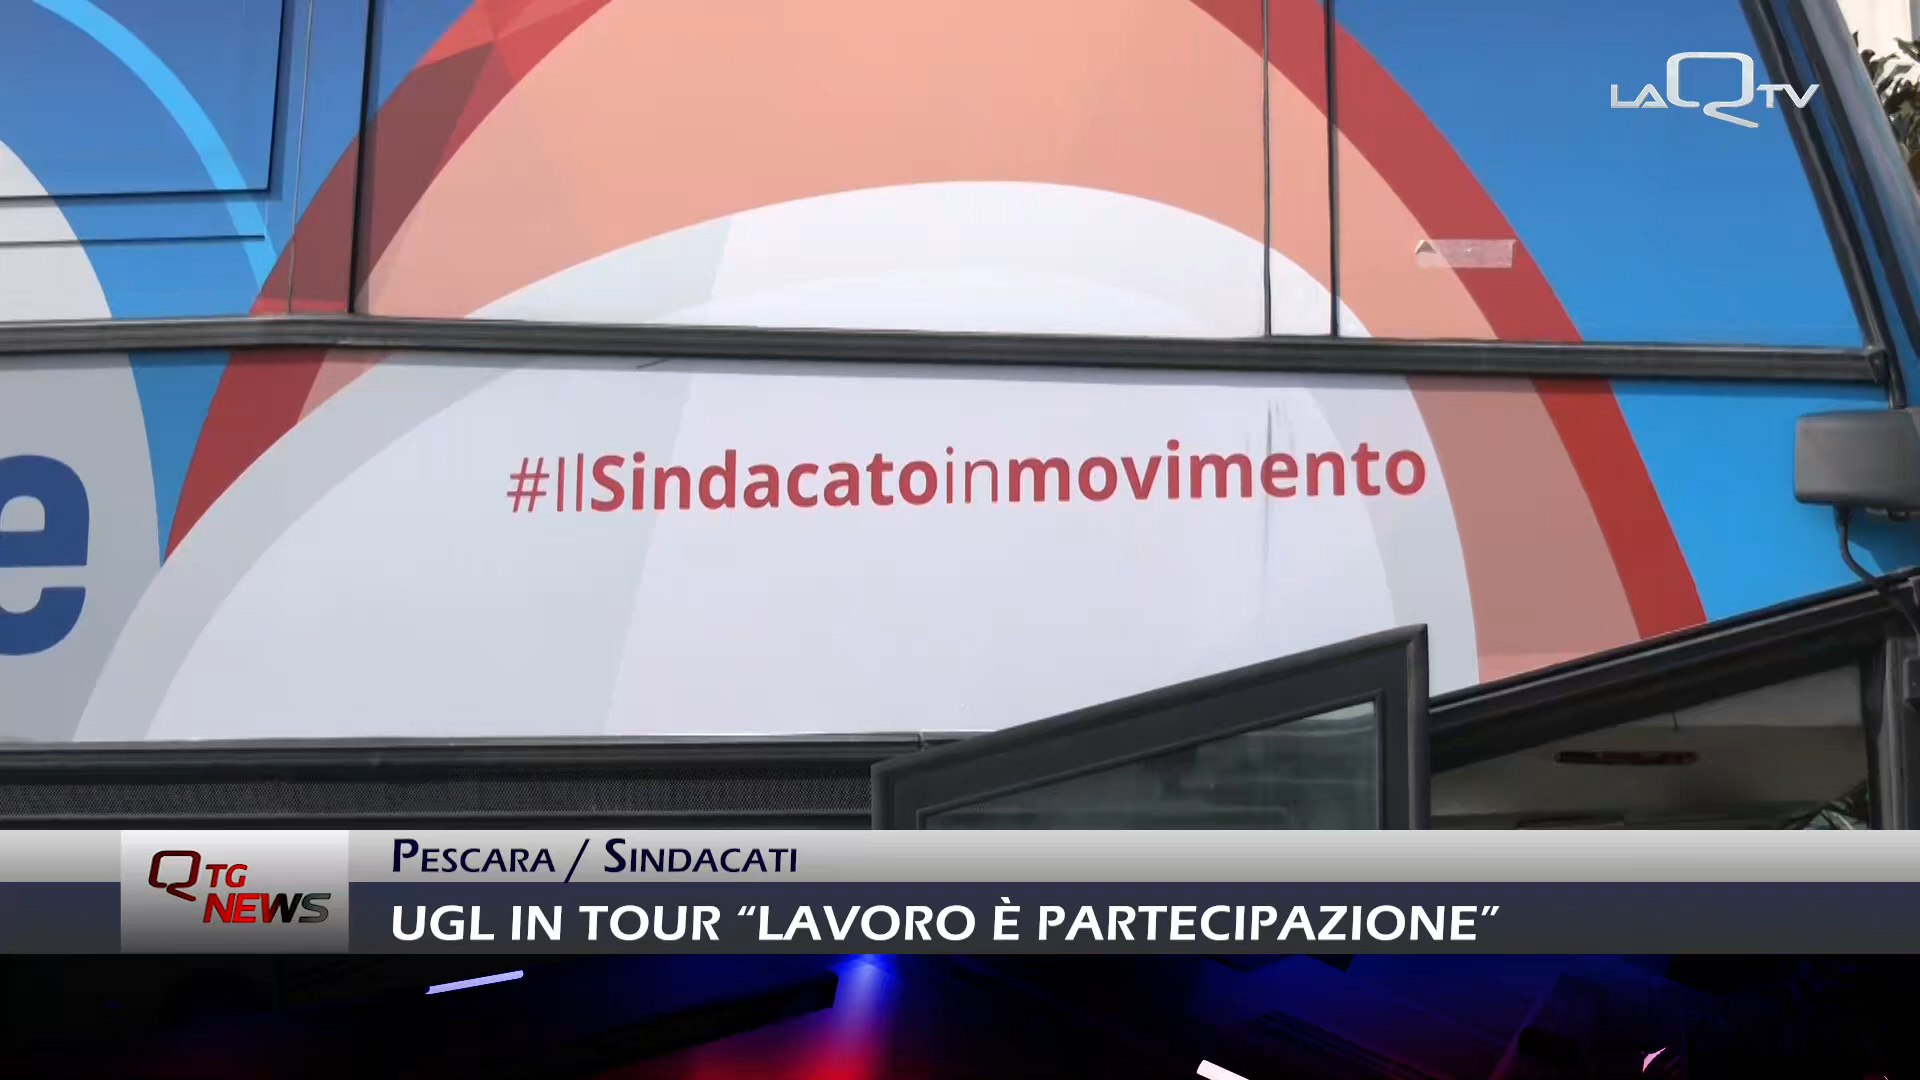 LAQTV
#IlSindacatoinmovimento
e
QTG
NEWS
PESCARA / SINDACATI
UGL IN TOUR “LAVORO È PARTECIPAZIONE”